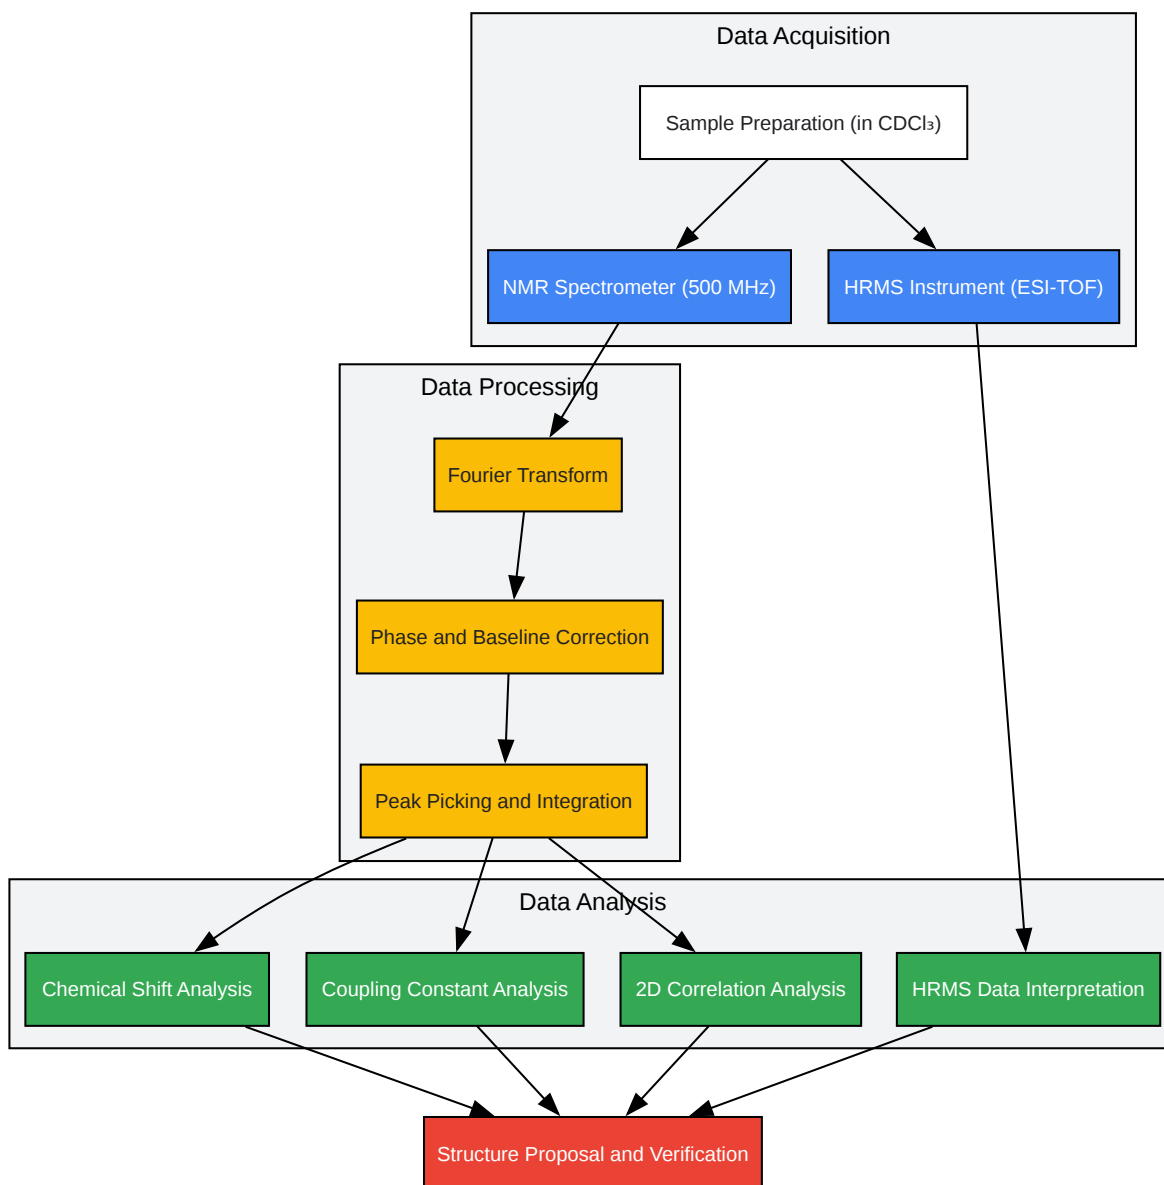 Data Acquisition
Sample Preparation (in CDCl₃)
NMR Spectrometer (500 MHz)
HRMS Instrument (ESI-TOF)
Data Processing
Fourier Transform
Phase and Baseline Correction
Peak Picking and Integration
Data Analysis
Chemical Shift Analysis
Coupling Constant Analysis
2D Correlation Analysis
HRMS Data Interpretation
Structure Proposal and Verification